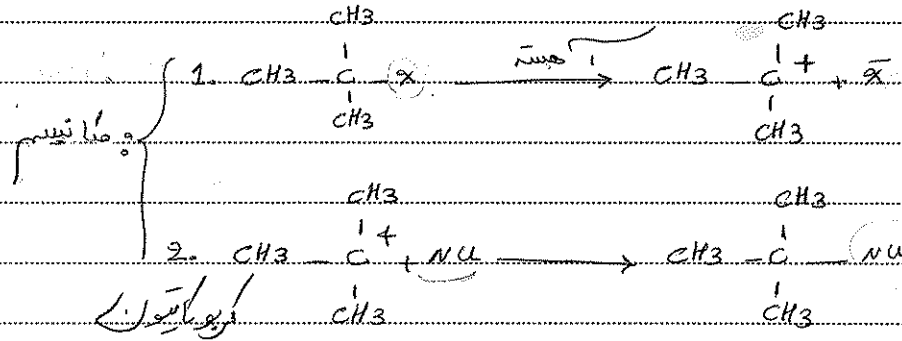 CH3 CH3
1. CH3 - C - X آهسته → CH3 - C + + X̄
CH3 CH3
مکانیسم:
CH3 CH3
2. CH3 - C + + NU → CH3 - C - NU
کربوکاتیون CH3 CH3